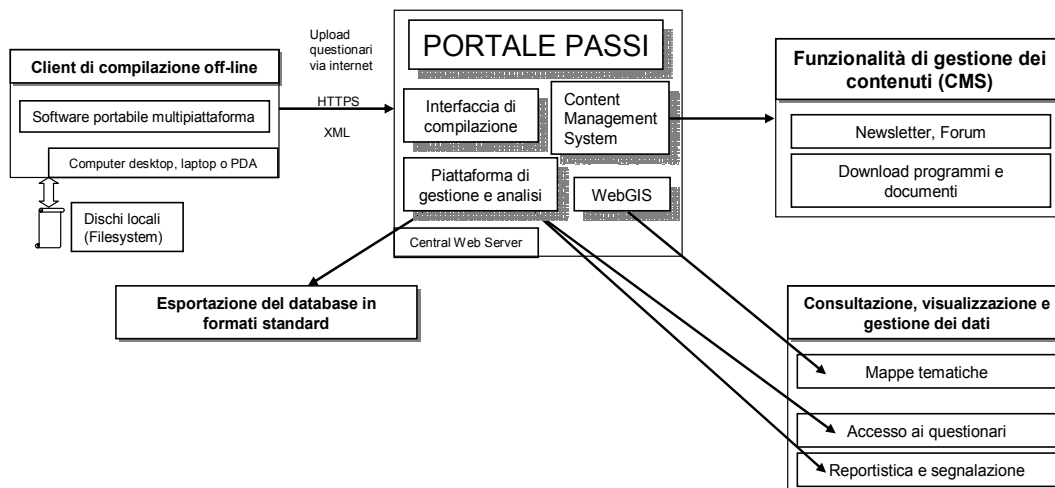 Client di compilazione off-line
Software portabile multipiattaforma
Computer desktop, laptop o PDA
Dischi locali
(Filesystem)
Upload
questionari
via internet
HTTPS
XML
PORTALE PASSI
Interfaccia di
compilazione
Content
Management
System
Piattaforma di
gestione e analisi
WebGIS
Central Web Server
Esportazione del database in
formati standard
Funzionalità di gestione dei
contenuti (CMS)
Newsletter, Forum
Download programmi e
documenti
Consultazione, visualizzazione e
gestione dei dati
Mappe tematiche
Accesso ai questionari
Reportistica e segnalazione